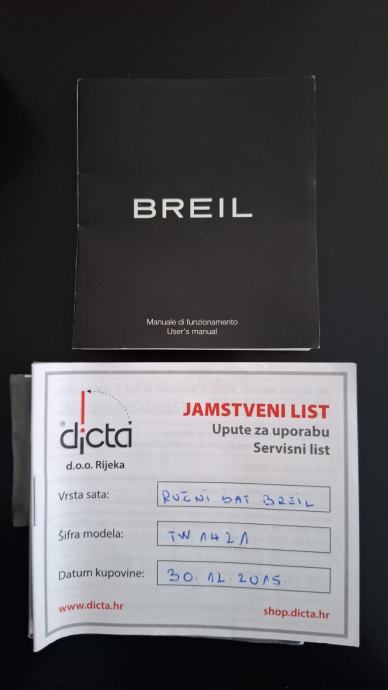 BREIL
Manuale di funzionamento
User's manual
dicta
d.o.o. Rijeka
JAMSTVENI LIST
Upute za uporabu
Servisni list
Vrsta sata: RUČNI SAT BREIL
Šifra modela: TW 1421
Datum kupovine: 30.12.2015.
www.dicta.hr shop.dicta.hr